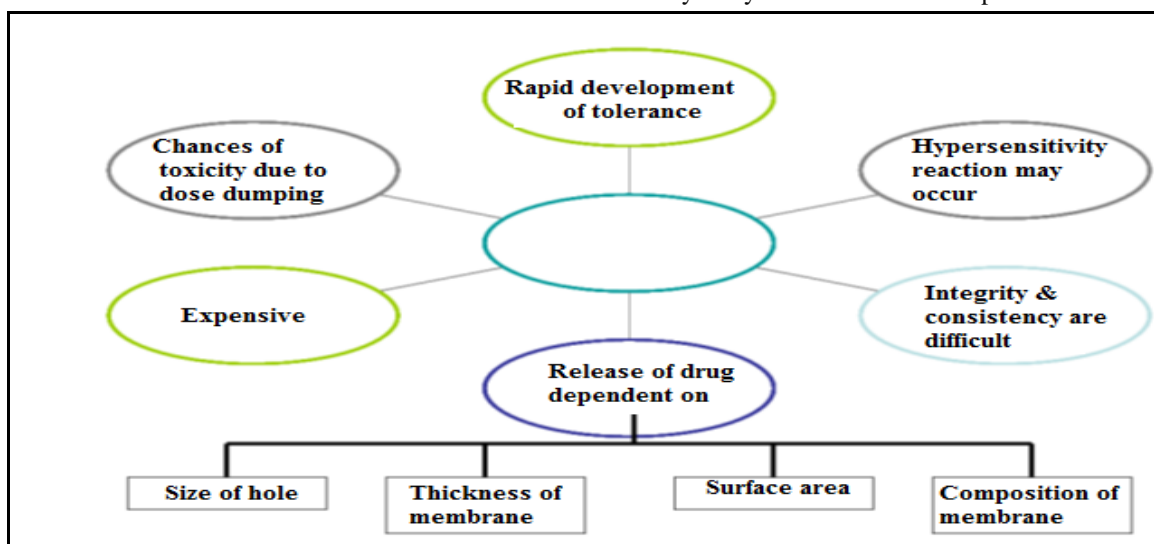 Rapid development
of tolerance
Chances of
toxicity due to
dose dumping
Hypersensitivity
reaction may
occur
Expensive
Integrity &
consistency are
difficult
Release of drug
dependent on
Size of hole
Thickness of
membrane
Surface area
Composition of
membrane